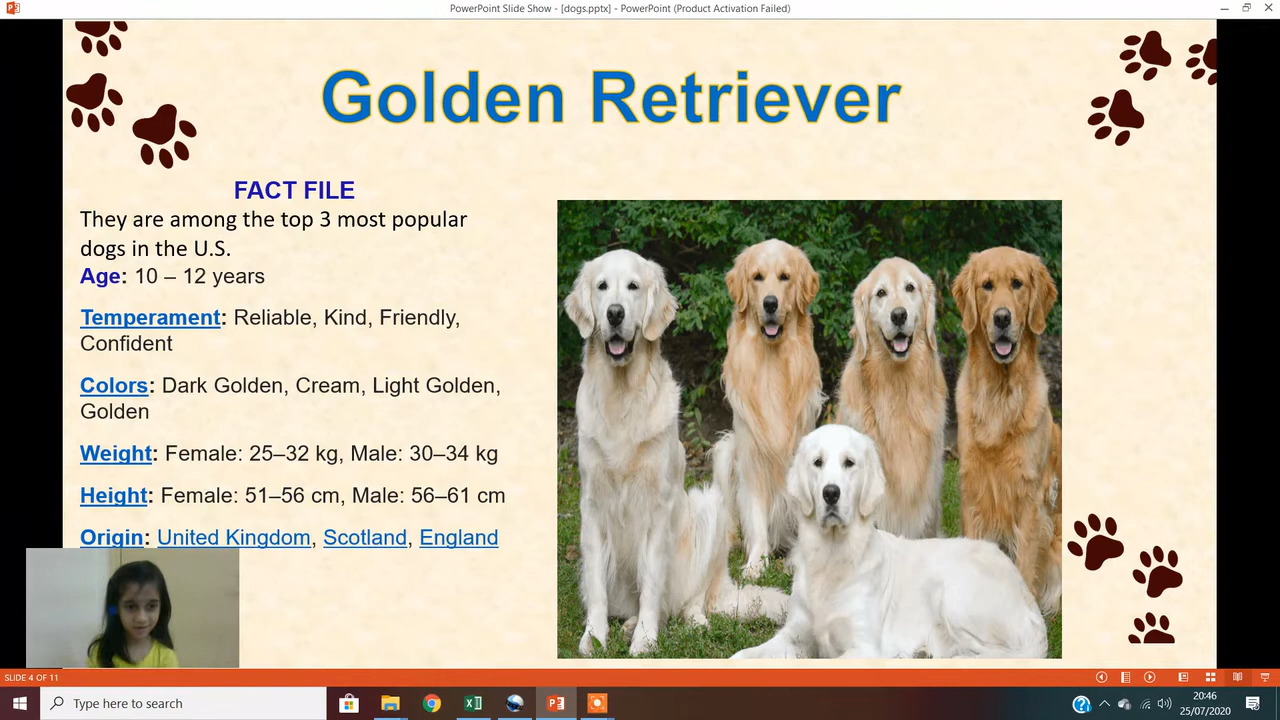 PowerPoint Slide Show - [dogs.pptx] - PowerPoint (Product Activation Failed)
Golden Retriever
FACT FILE
They are among the top 3 most popular
dogs in the U.S.
Age: 10 – 12 years
Temperament: Reliable, Kind, Friendly,
Confident
Colors: Dark Golden, Cream, Light Golden,
Golden
Weight: Female: 25–32 kg, Male: 30–34 kg
Height: Female: 51–56 cm, Male: 56–61 cm
Origin: United Kingdom, Scotland, England
SLIDE 4 OF 11
Type here to search
20:46
25/07/2020